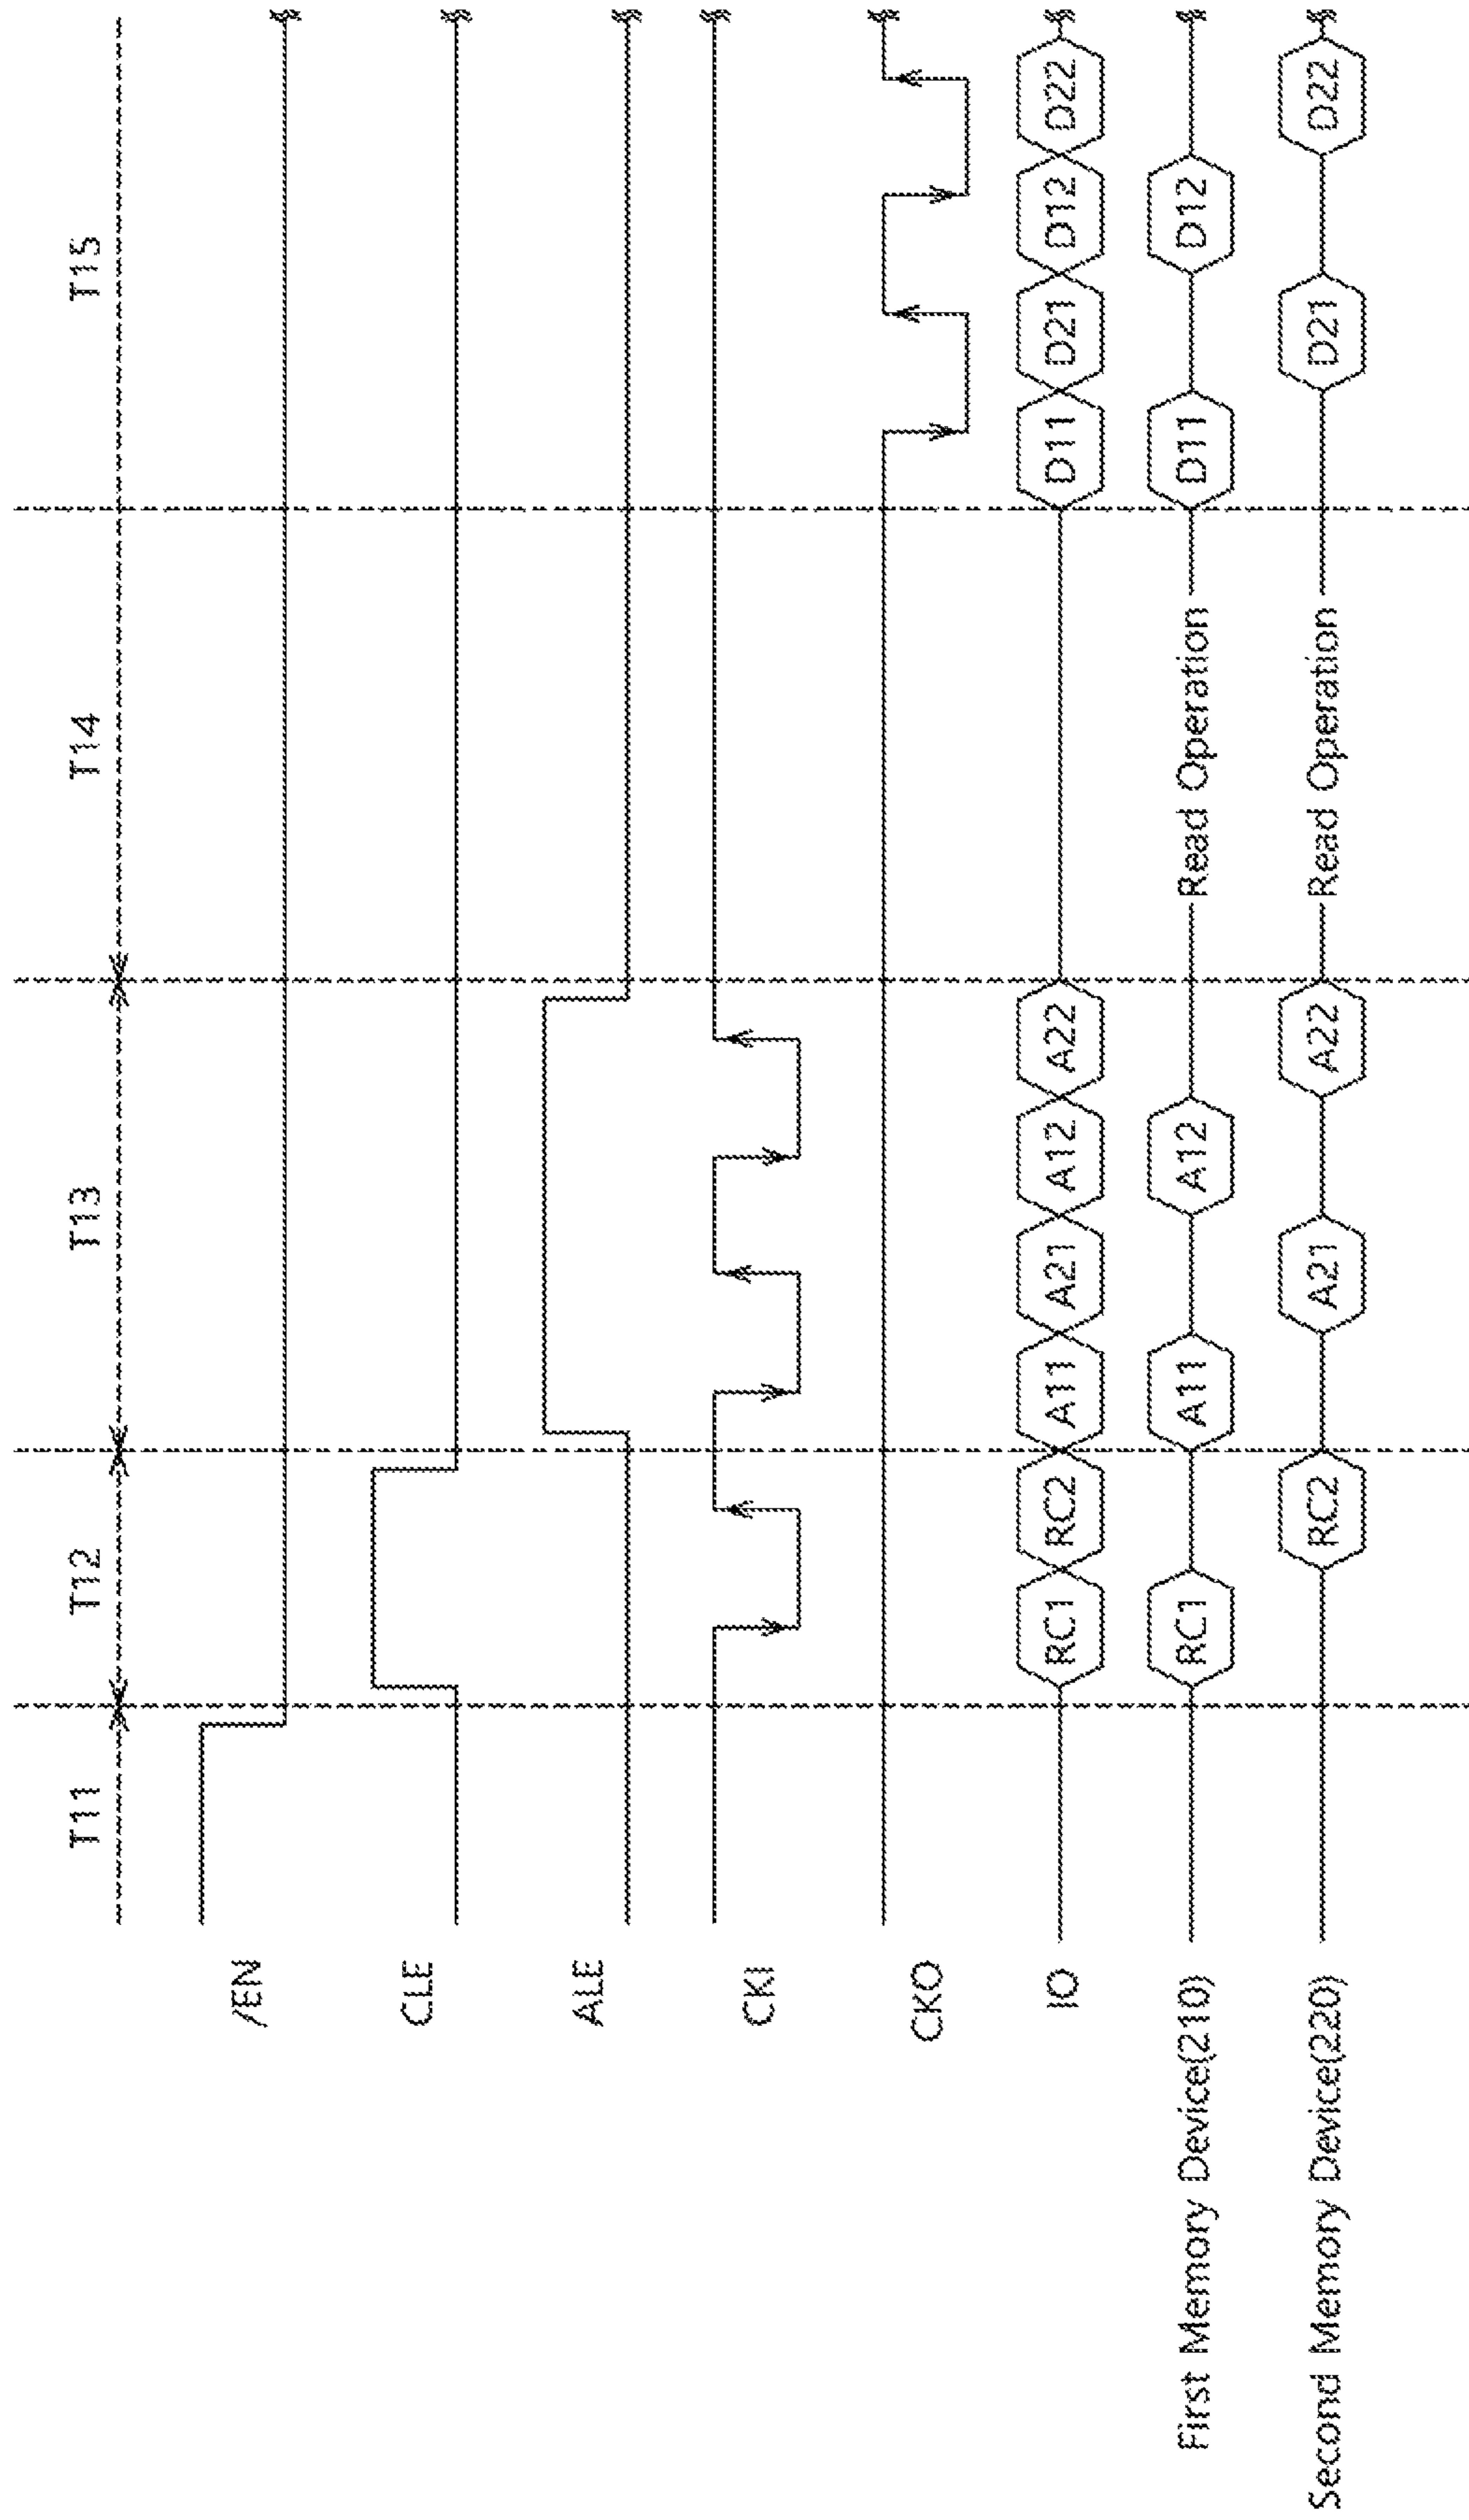 T11 T12 T13 T14 T15
/EN
CLE
ALE
CKI
CKO
IO RC1 RC2 A11 A21 A12 A22 D11 D21 D12 D22
First Memory Device(210) RC1 A11 A12 Read Operation D11 D12
Second Memory Device(220) RC2 A21 A22 Read Operation D21 D22